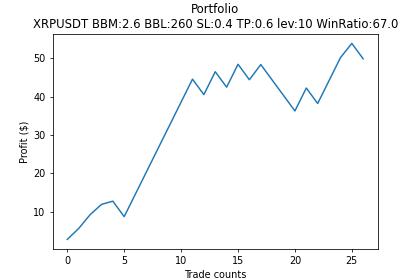 Portfolio
XRPUSDT BBM:2.6 BBL:260 SL:0.4 TP:0.6 lev:10 WinRatio:67.0
50
40
30
20
10
Profit ($)
0 5 10 15 20 25
Trade counts